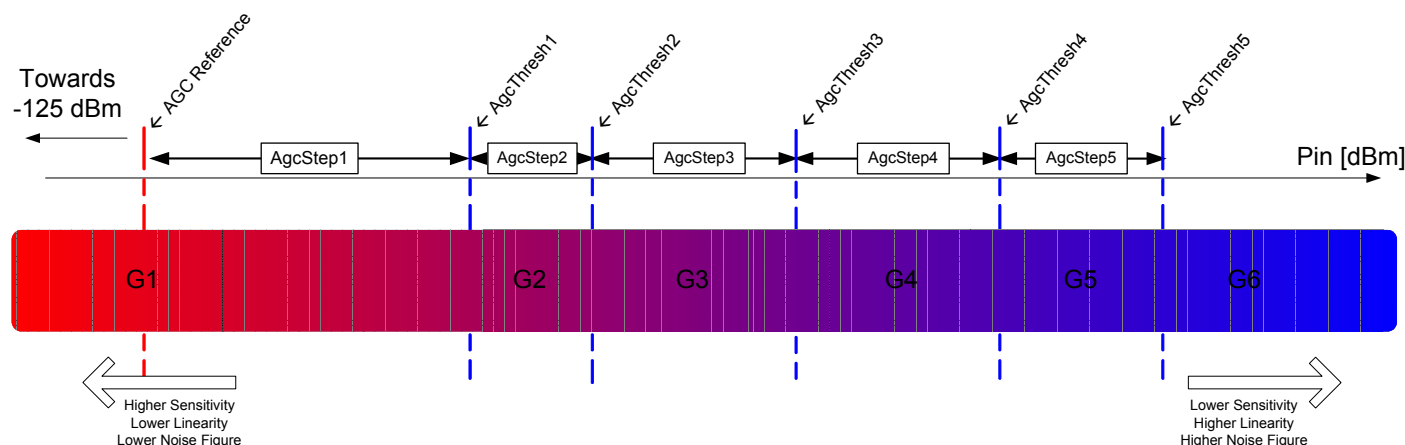 Towards
-125 dBm
← AGC Reference
← AgcThresh1
← AgcThresh2
← AgcThresh3
← AgcThresh4
← AgcThresh5
AgcStep1
AgcStep2
AgcStep3
AgcStep4
AgcStep5
Pin [dBm]
G1
G2
G3
G4
G5
G6
Higher Sensitivity
Lower Linearity
Lower Noise Figure
Lower Sensitivity
Higher Linearity
Higher Noise Figure